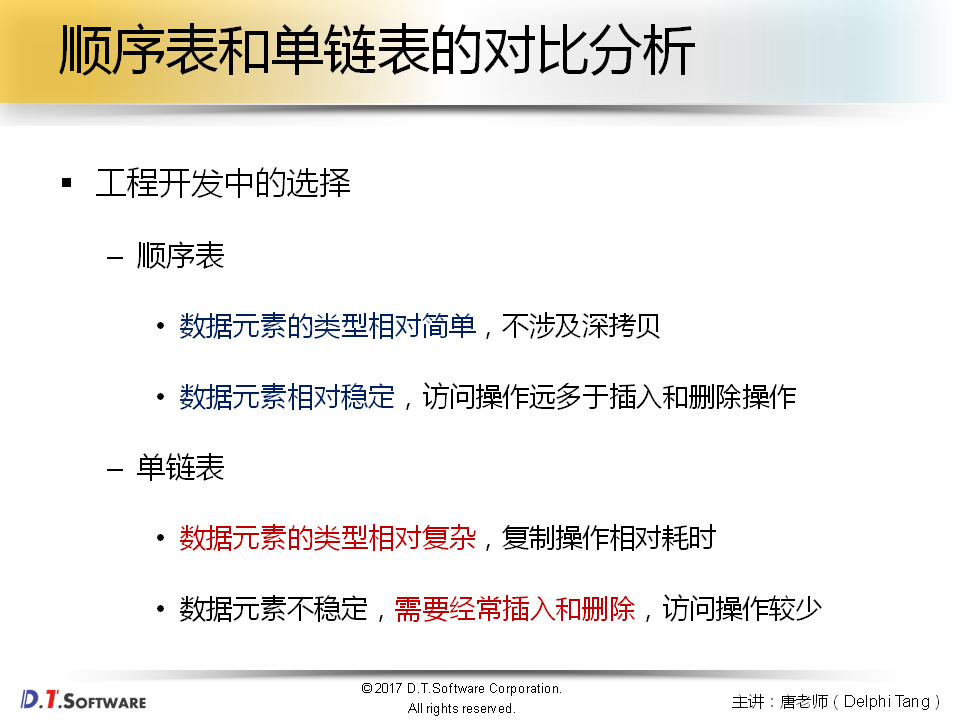 顺序表和单链表的对比分析
▪ 工程开发中的选择
– 顺序表
• 数据元素的类型相对简单，不涉及深拷贝
• 数据元素相对稳定，访问操作远多于插入和删除操作
– 单链表
• 数据元素的类型相对复杂，复制操作相对耗时
• 数据元素不稳定，需要经常插入和删除，访问操作较少
D.T.SOFTWARE
©2017 D.T.Software Corporation.
All rights reserved.
主讲：唐老师（Delphi Tang）